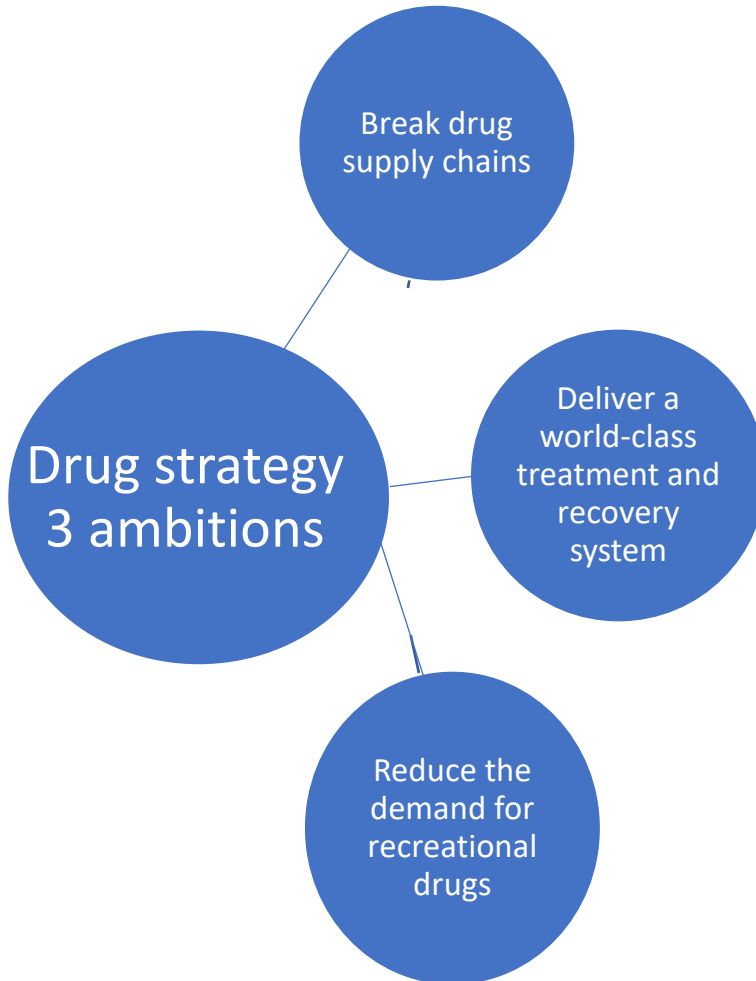 Break drug
supply chains
Drug strategy
3 ambitions
Deliver a
world-class
treatment and
recovery
system
Reduce the
demand for
recreational
drugs